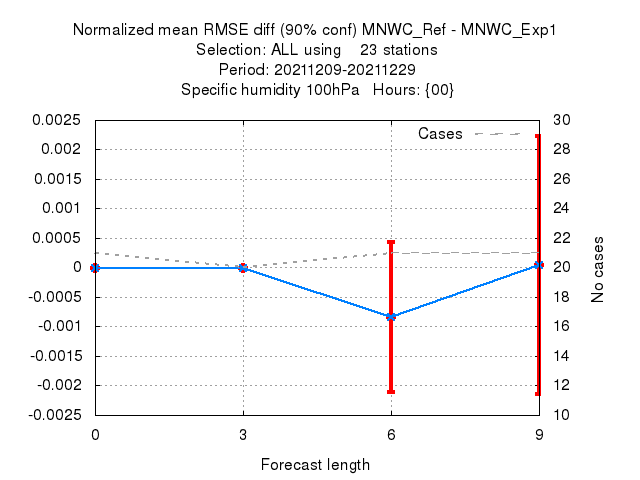 Normalized mean RMSE diff (90% conf) MNWC_Ref - MNWC_Exp1
Selection: ALL using    23 stations
Period: 20211209-20211229
Specific humidity 100hPa   Hours: {00}
Cases
0.0025
0.002
0.0015
0.001
0.0005
0
-0.0005
-0.001
-0.0015
-0.002
-0.0025
30
28
26
24
22
20
18
16
14
12
10
No cases
0 3 6 9
Forecast length